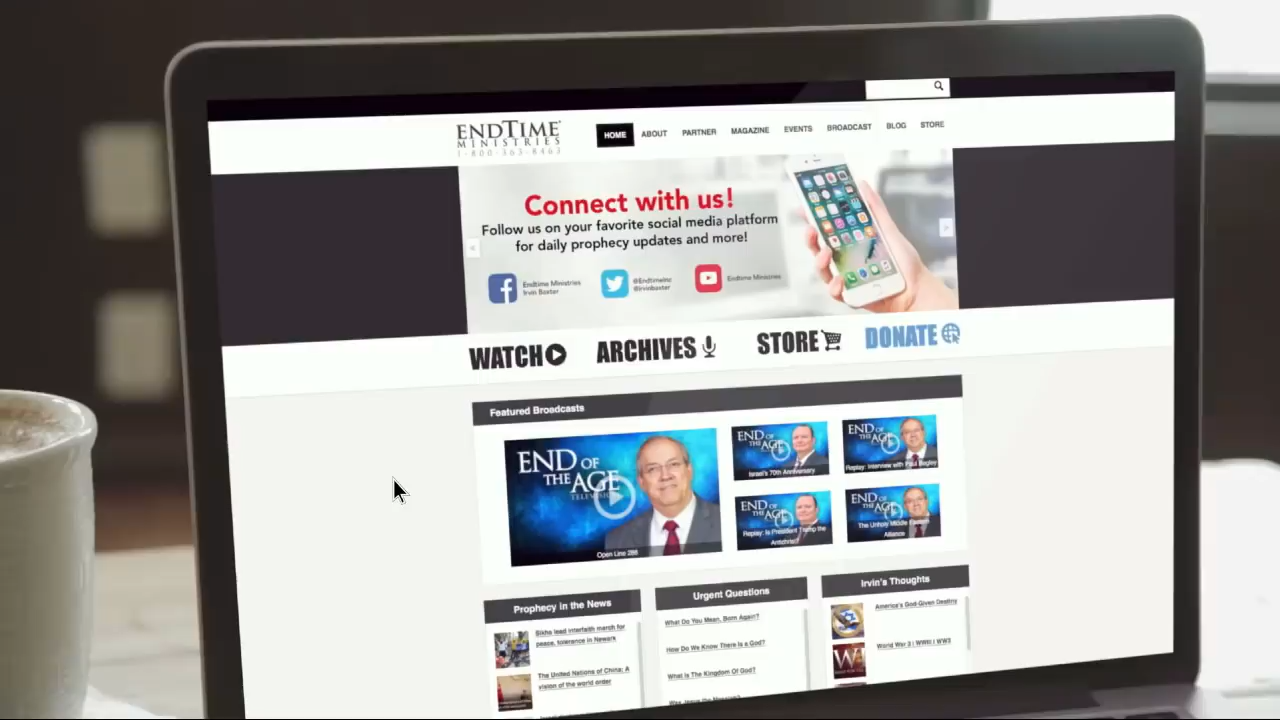 ENDTIME
MINISTRIES
1-800-363-8463
HOME ABOUT PARTNER MAGAZINE EVENTS BROADCAST BLOG STORE
Connect with us!
Follow us on your favorite social media platform
for daily prophecy updates and more!
Endtime Ministries
Irvin Baxter
@EndtimeInc
@irvinbaxter
Endtime Ministries
WATCH ARCHIVES STORE DONATE
Featured Broadcasts
END OF
THE AGE
TELEVISION
Open Line 286
END OF
THE AGE
Israel's 70th Anniversary
END OF
THE AGE
Replay: Interview with Paul Begley
END OF
THE AGE
Replay: Is President Trump the
Antichrist?
END OF
THE AGE
The Unholy Middle Eastern
Alliance
Prophecy in the News
Sikhs lead interfaith march for
peace, tolerance in Newark
The United Nations of China: A
vision of the world order
Urgent Questions
What Do You Mean, Born Again?
How Do We Know There Is a God?
What Is The Kingdom Of God?
Irvin's Thoughts
America's God-Given Destiny
World War 3 | WWIII | WW3